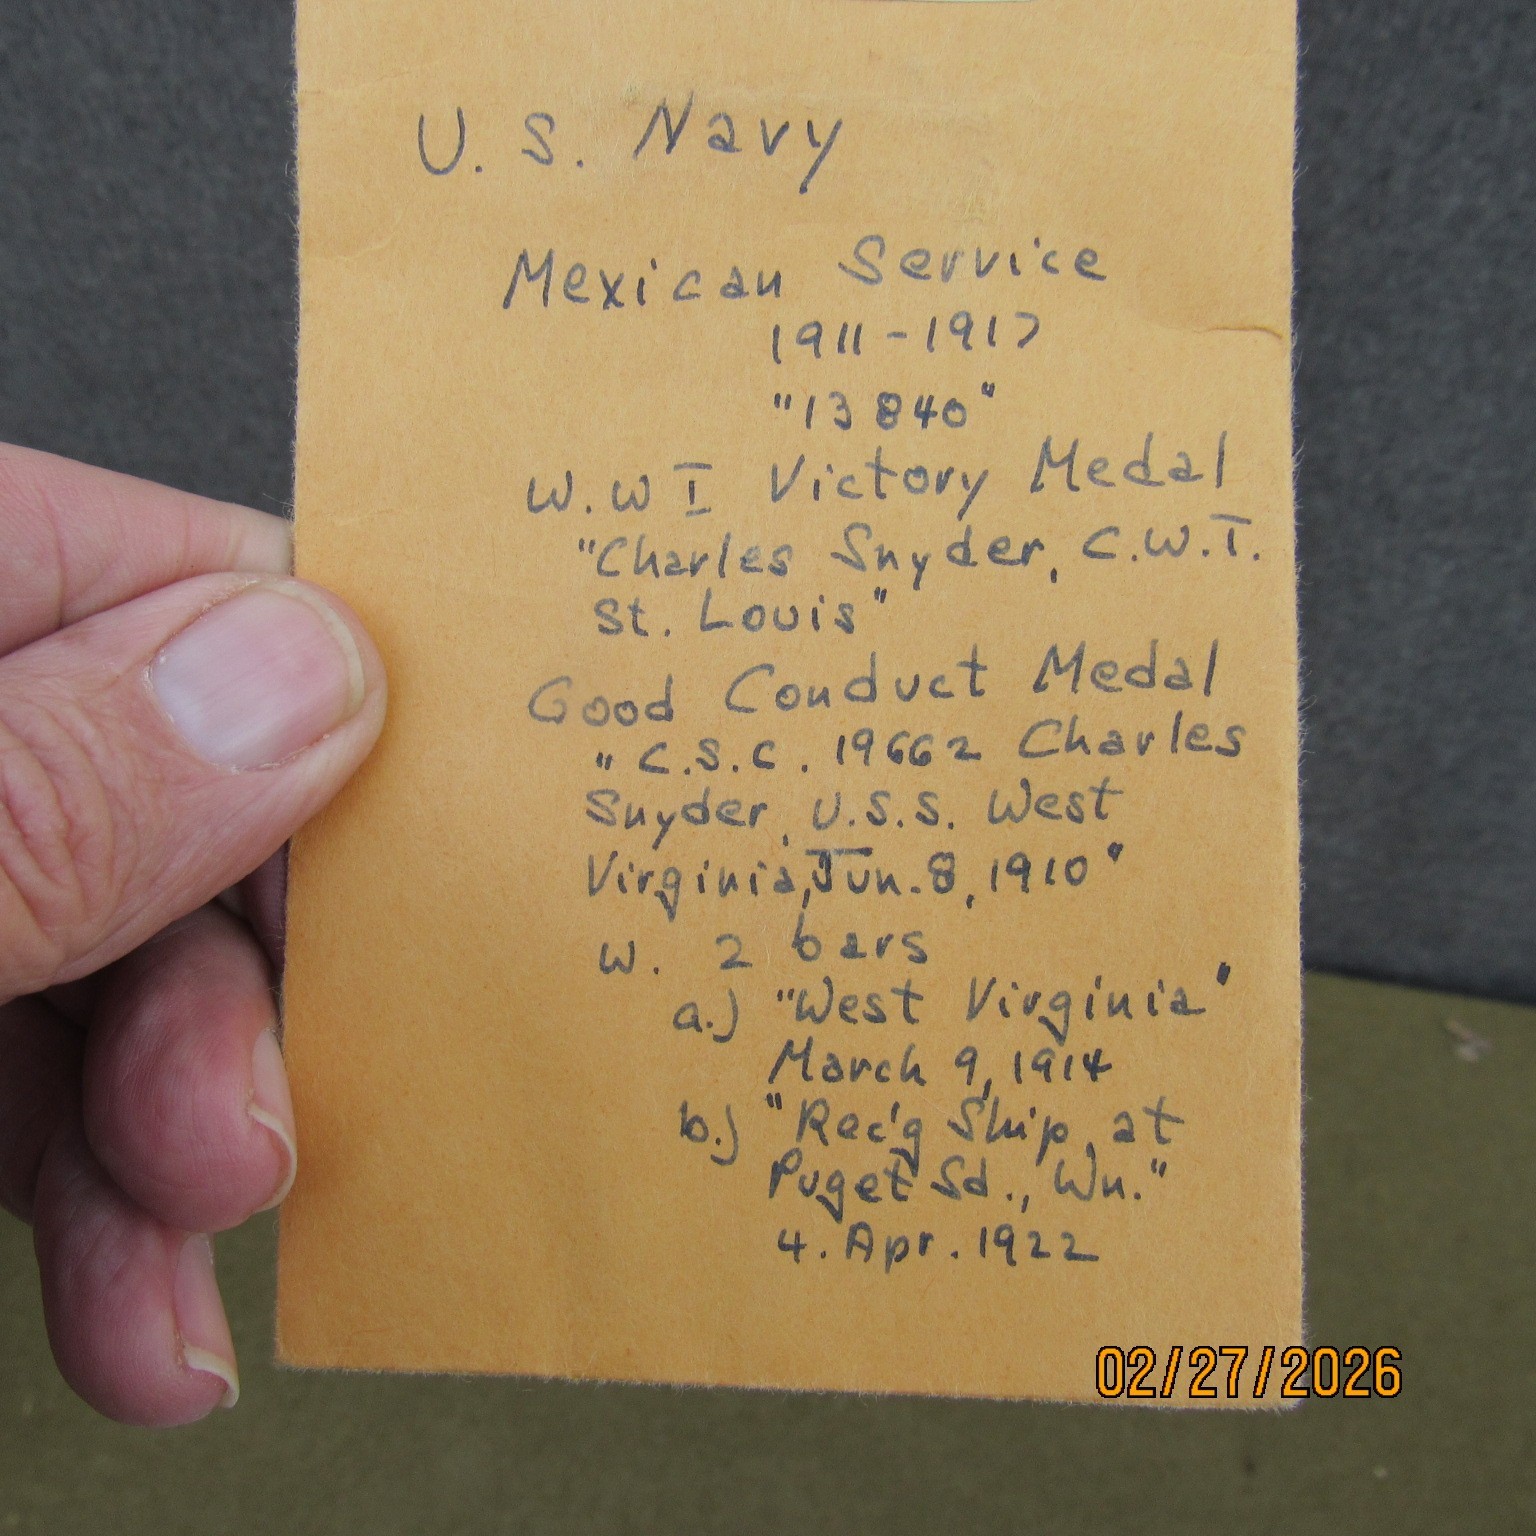 U. S. Navy
Mexican Service
1911-1917
"13840"
W.W I Victory Medal
"Charles Snyder, C.W.T.
St. Louis"
Good Conduct Medal
"C.S.C. 19662 Charles
Snyder, U.S.S. West
Virginia, Jun. 8, 1910"
w. 2 bars
a.) "West Virginia"
March 9, 1914
b.) "Rec'g Ship, at
Puget Sd., Wn."
4. Apr. 1922
02/27/2026